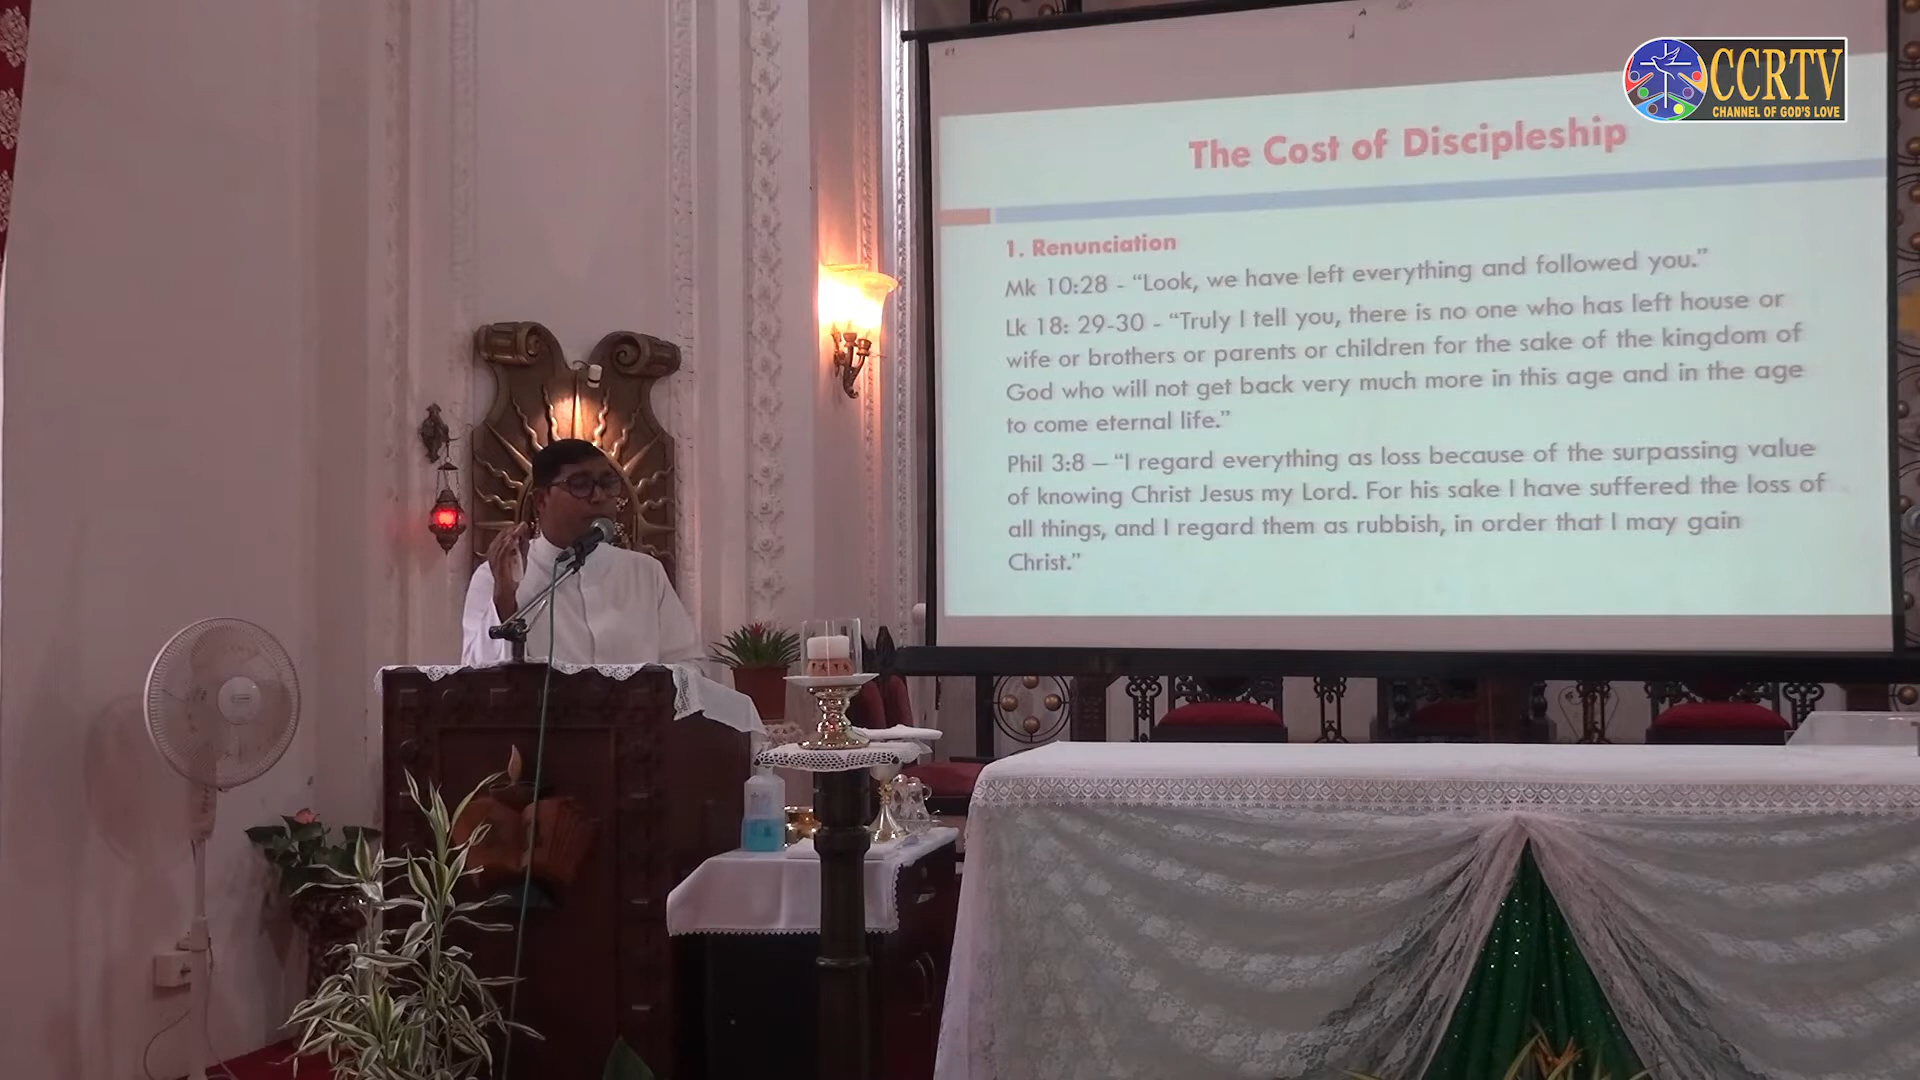 CCRTV
CHANNEL OF GOD'S LOVE
The Cost of Discipleship
1. Renunciation
Mk 10:28 - “Look, we have left everything and followed you.”
Lk 18: 29-30 - “Truly I tell you, there is no one who has left house or
wife or brothers or parents or children for the sake of the kingdom of
God who will not get back very much more in this age and in the age
to come eternal life.”
Phil 3:8 – “I regard everything as loss because of the surpassing value
of knowing Christ Jesus my Lord. For his sake I have suffered the loss of
all things, and I regard them as rubbish, in order that I may gain
Christ.”